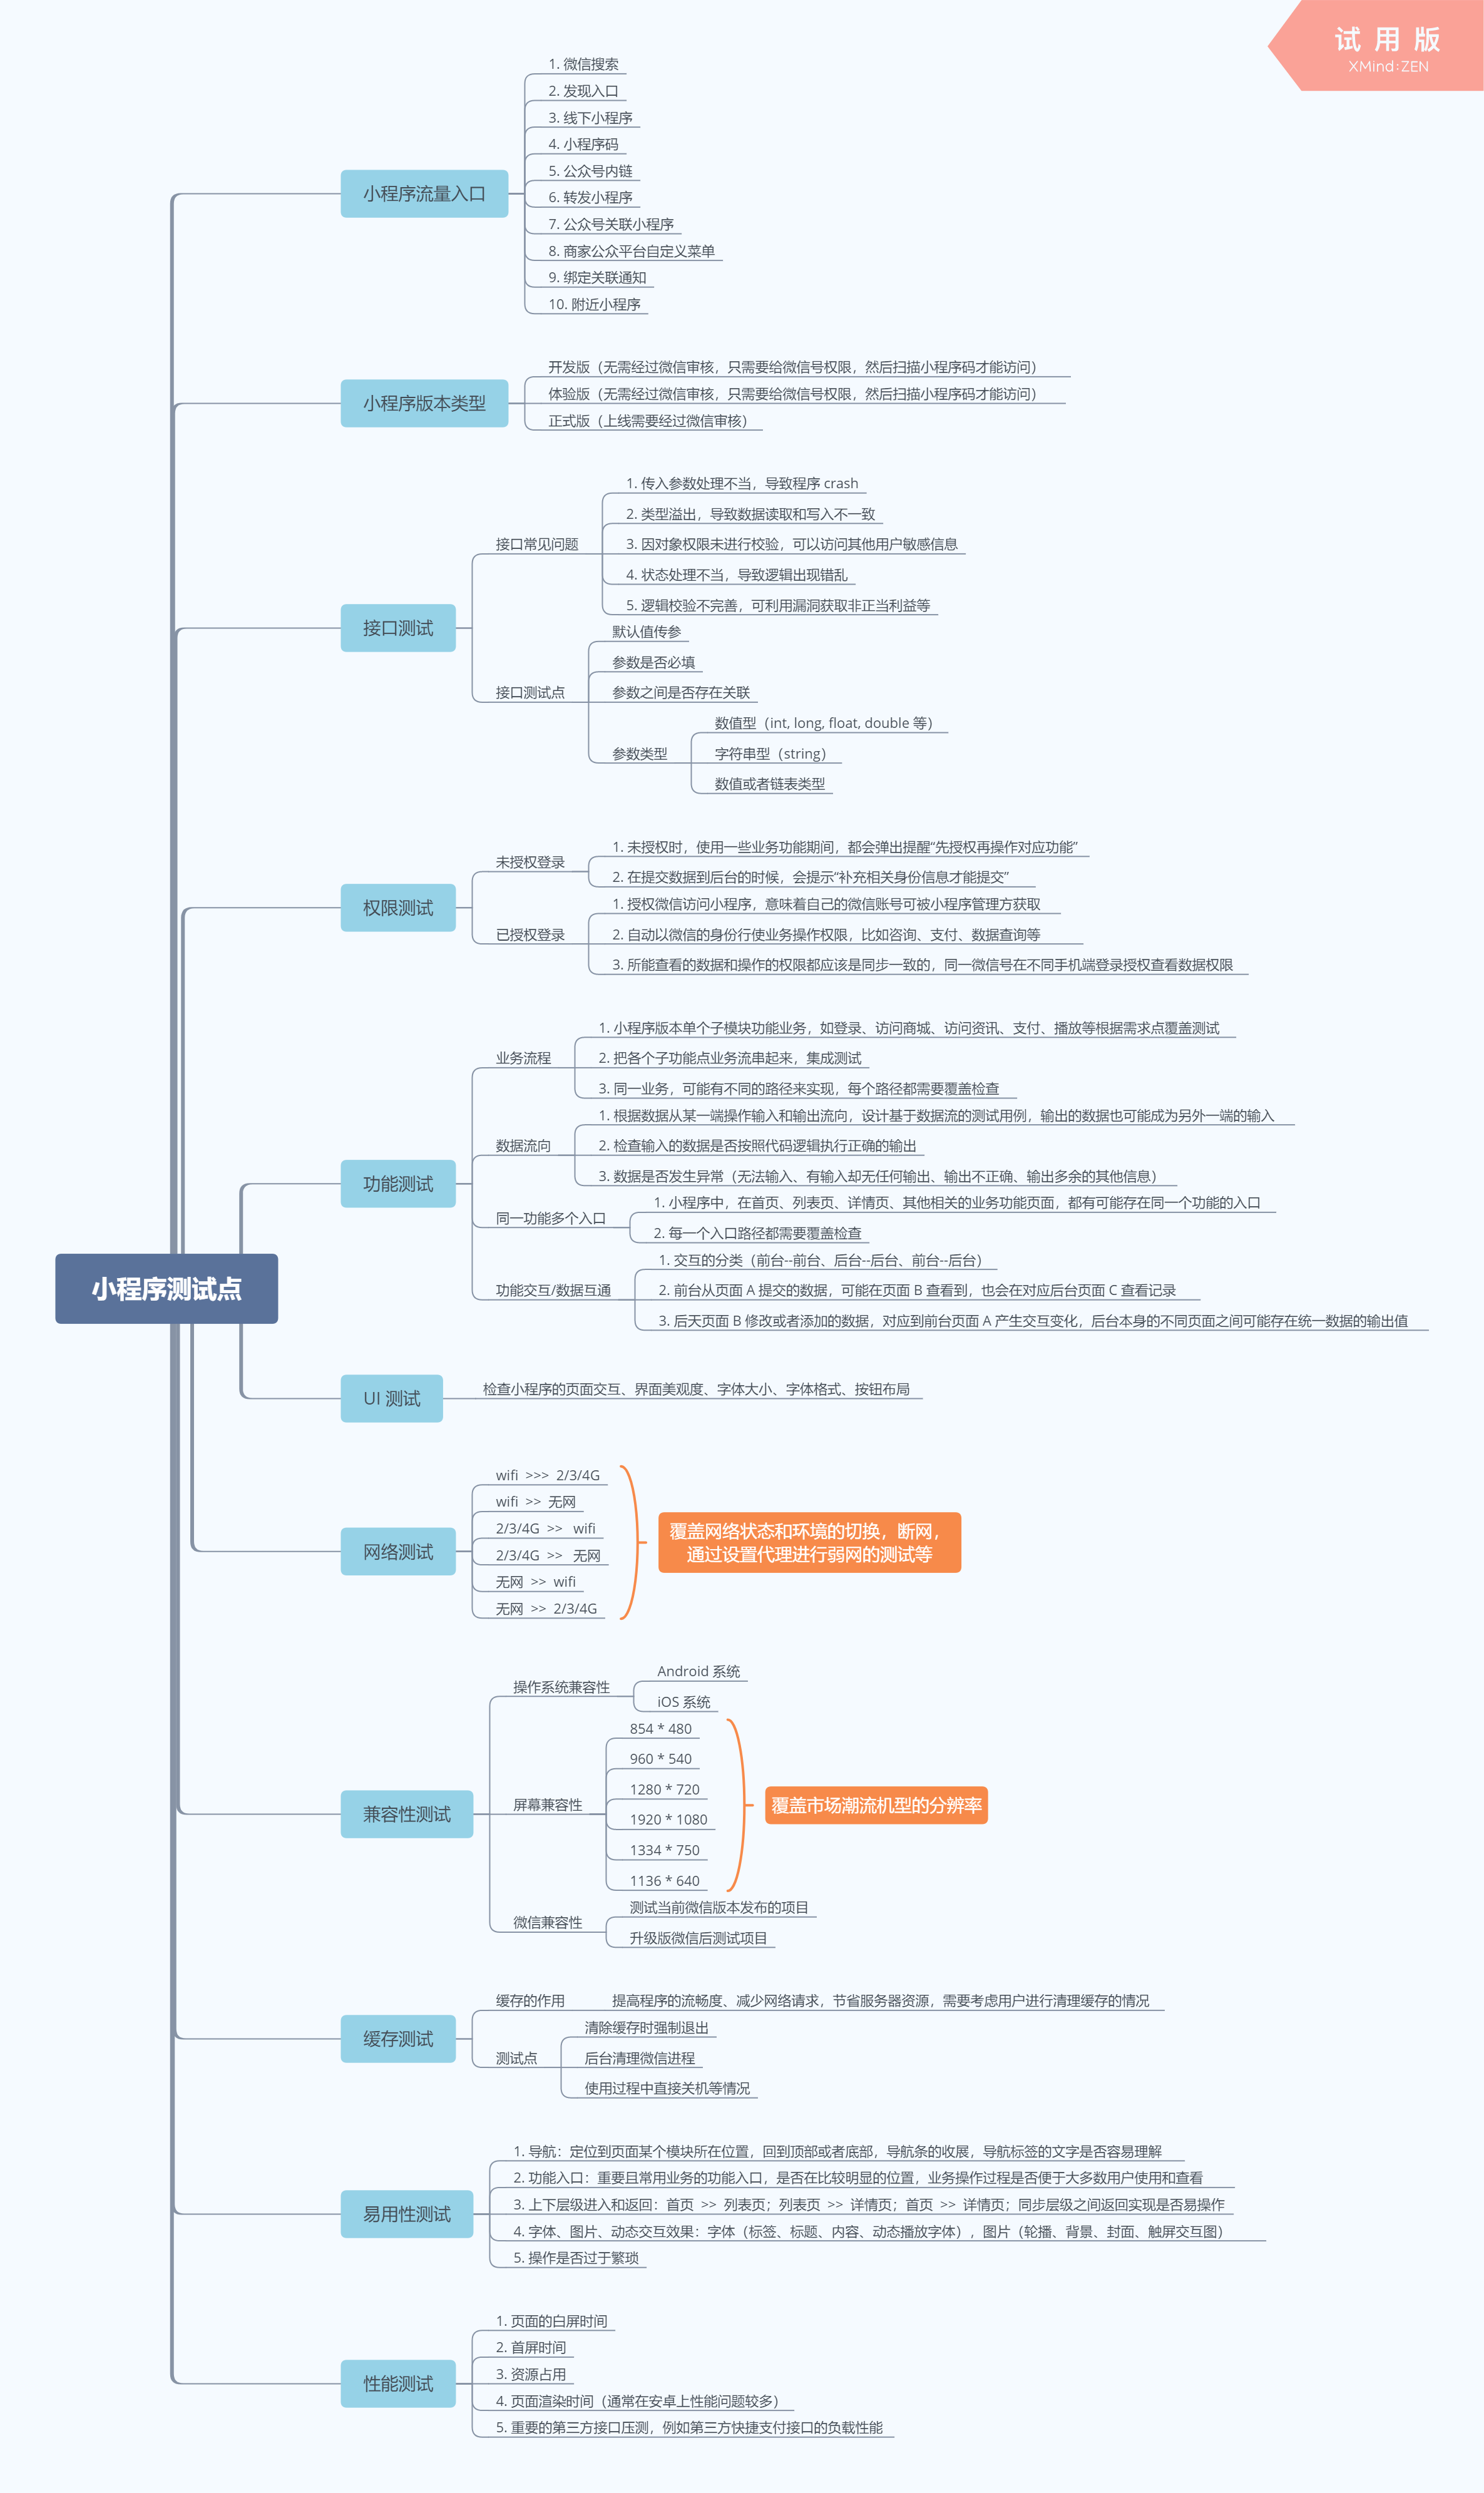 试 用 版
XMind:ZEN
小程序测试点
小程序流量入口
1. 微信搜索
2. 发现入口
3. 线下小程序
4. 小程序码
5. 公众号内链
6. 转发小程序
7. 公众号关联小程序
8. 商家公众平台自定义菜单
9. 绑定关联通知
10. 附近小程序
小程序版本类型
开发版（无需经过微信审核，只需要给微信号权限，然后扫描小程序码才能访问）
体验版（无需经过微信审核，只需要给微信号权限，然后扫描小程序码才能访问）
正式版（上线需要经过微信审核）
接口测试
接口常见问题
1. 传入参数处理不当，导致程序 crash
2. 类型溢出，导致数据读取和写入不一致
3. 因对象权限未进行校验，可以访问其他用户敏感信息
4. 状态处理不当，导致逻辑出现错乱
5. 逻辑校验不完善，可利用漏洞获取非正当利益等
接口测试点
默认值传参
参数是否必填
参数之间是否存在关联
参数类型
数值型（int, long, float, double 等）
字符串型（string）
数值或者链表类型
权限测试
未授权登录
1. 未授权时，使用一些业务功能期间，都会弹出提醒“先授权再操作对应功能”
2. 在提交数据到后台的时候，会提示“补充相关身份信息才能提交”
已授权登录
1. 授权微信访问小程序，意味着自己的微信账号可被小程序管理方获取
2. 自动以微信的身份行使业务操作权限，比如咨询、支付、数据查询等
3. 所能查看的数据和操作的权限都应该是同步一致的，同一微信号在不同手机端登录授权查看数据权限
功能测试
业务流程
1. 小程序版本单个子模块功能业务，如登录、访问商城、访问资讯、支付、播放等根据需求点覆盖测试
2. 把各个子功能点业务流串起来，集成测试
3. 同一业务，可能有不同的路径来实现，每个路径都需要覆盖检查
数据流向
1. 根据数据从某一端操作输入和输出流向，设计基于数据流的测试用例，输出的数据也可能成为另外一端的输入
2. 检查输入的数据是否按照代码逻辑执行正确的输出
3. 数据是否发生异常（无法输入、有输入却无任何输出、输出不正确、输出多余的其他信息）
同一功能多个入口
1. 小程序中，在首页、列表页、详情页、其他相关的业务功能页面，都有可能存在同一个功能的入口
2. 每一个入口路径都需要覆盖检查
功能交互/数据互通
1. 交互的分类（前台--前台、后台--后台、前台--后台）
2. 前台从页面 A 提交的数据，可能在页面 B 查看到，也会在对应后台页面 C 查看记录
3. 后天页面 B 修改或者添加的数据，对应到前台页面 A 产生交互变化，后台本身的不同页面之间可能存在统一数据的输出值
UI 测试
检查小程序的页面交互、界面美观度、字体大小、字体格式、按钮布局
网络测试
wifi >>> 2/3/4G
wifi >> 无网
2/3/4G >> wifi
2/3/4G >> 无网
无网 >> wifi
无网 >> 2/3/4G
覆盖网络状态和环境的切换，断网，
通过设置代理进行弱网的测试等
兼容性测试
操作系统兼容性
Android 系统
iOS 系统
屏幕兼容性
854 * 480
960 * 540
1280 * 720
1920 * 1080
1334 * 750
1136 * 640
覆盖市场潮流机型的分辨率
微信兼容性
测试当前微信版本发布的项目
升级版微信后测试项目
缓存测试
缓存的作用
提高程序的流畅度、减少网络请求，节省服务器资源，需要考虑用户进行清理缓存的情况
测试点
清除缓存时强制退出
后台清理微信进程
使用过程中直接关机等情况
易用性测试
1. 导航：定位到页面某个模块所在位置，回到顶部或者底部，导航条的收展，导航标签的文字是否容易理解
2. 功能入口：重要且常用业务的功能入口，是否在比较明显的位置，业务操作过程是否便于大多数用户使用和查看
3. 上下层级进入和返回：首页 >> 列表页；列表页 >> 详情页；首页 >> 详情页；同步层级之间返回实现是否易操作
4. 字体、图片、动态交互效果：字体（标签、标题、内容、动态播放字体），图片（轮播、背景、封面、触屏交互图）
5. 操作是否过于繁琐
性能测试
1. 页面的白屏时间
2. 首屏时间
3. 资源占用
4. 页面渲染时间（通常在安卓上性能问题较多）
5. 重要的第三方接口压测，例如第三方快捷支付接口的负载性能